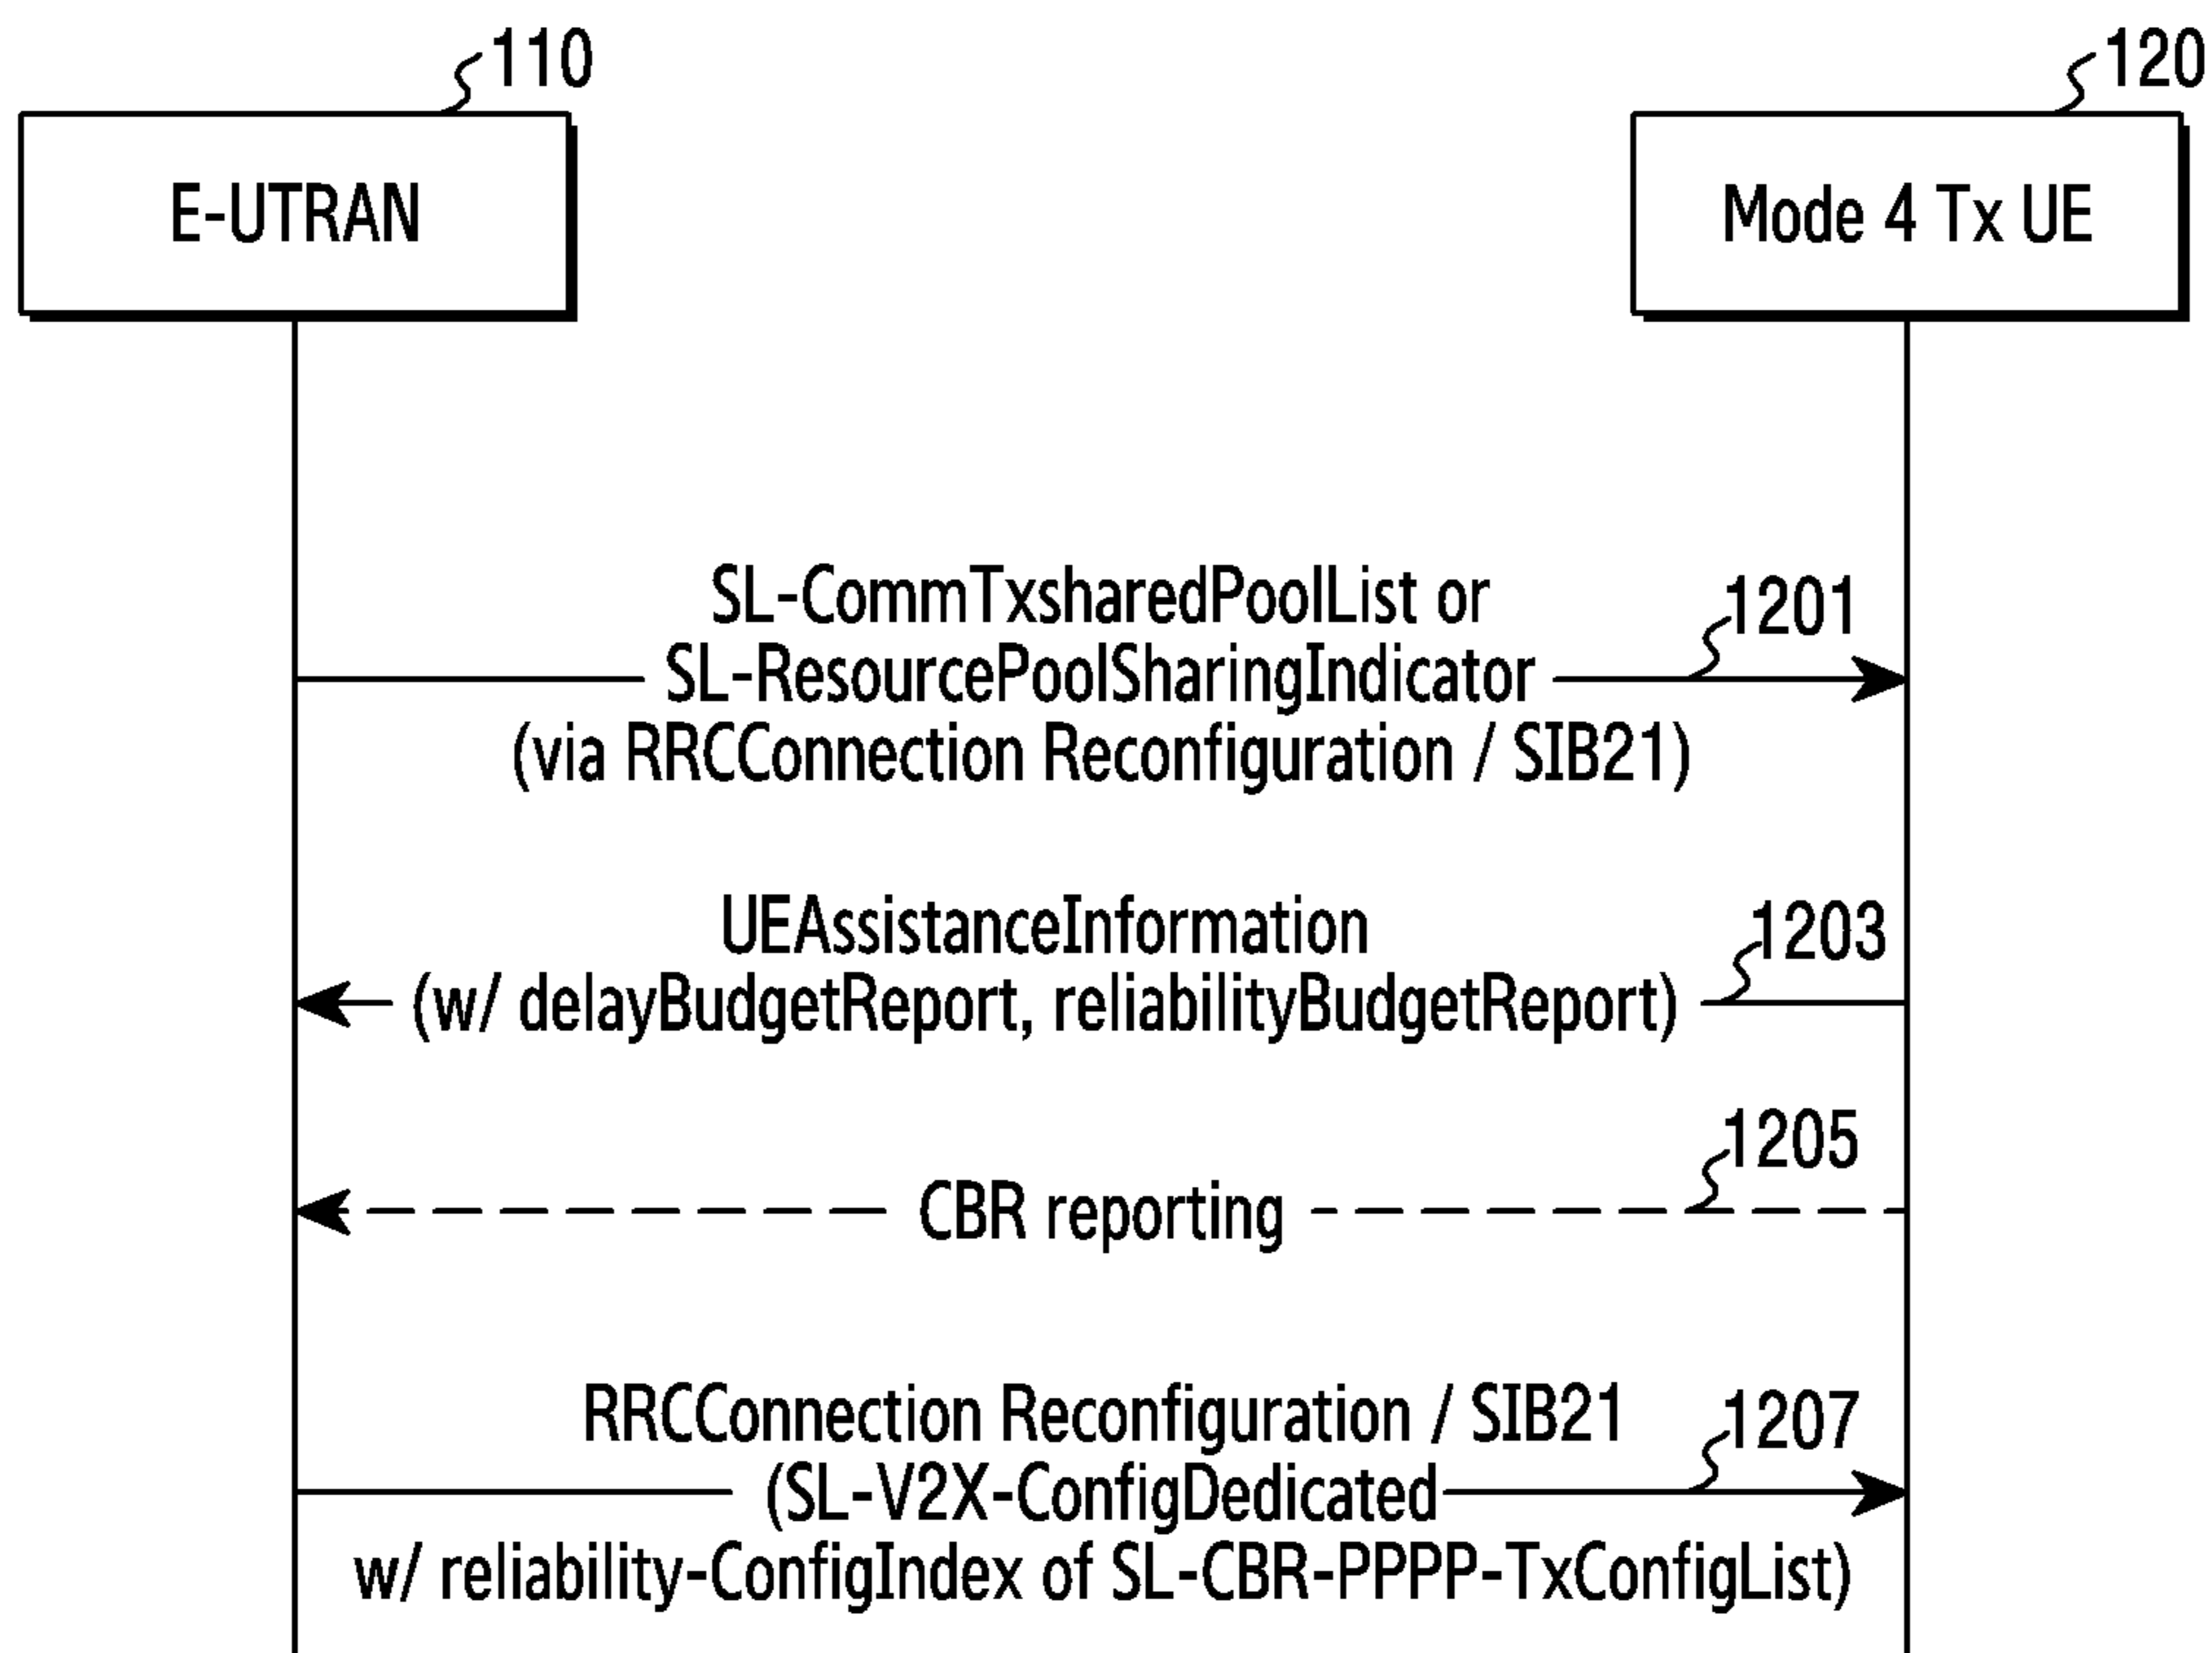 110
120
E-UTRAN
Mode 4 Tx UE
SL-CommTxsharedPoolList or
1201
SL-ResourcePoolSharingIndicator
(via RRCConnection Reconfiguration / SIB21)
UEAssistanceInformation
1203
(w/ delayBudgetReport, reliabilityBudgetReport)
1205
CBR reporting
RRCConnection Reconfiguration / SIB21
1207
(SL-V2X-ConfigDedicated
w/ reliability-ConfigIndex of SL-CBR-PPPP-TxConfigList)